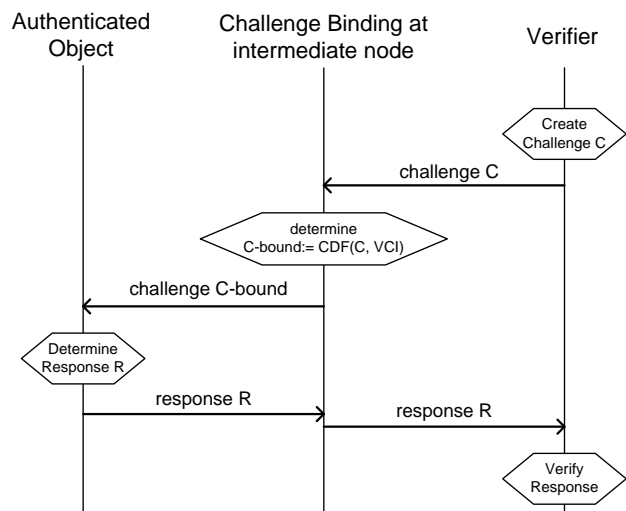 Authenticated
Object
Challenge Binding at
intermediate node
Verifier
Create
Challenge C
challenge C
determine
C-bound:= CDF(C, VCI)
challenge C-bound
Determine
Response R
response R
response R
Verify
Response